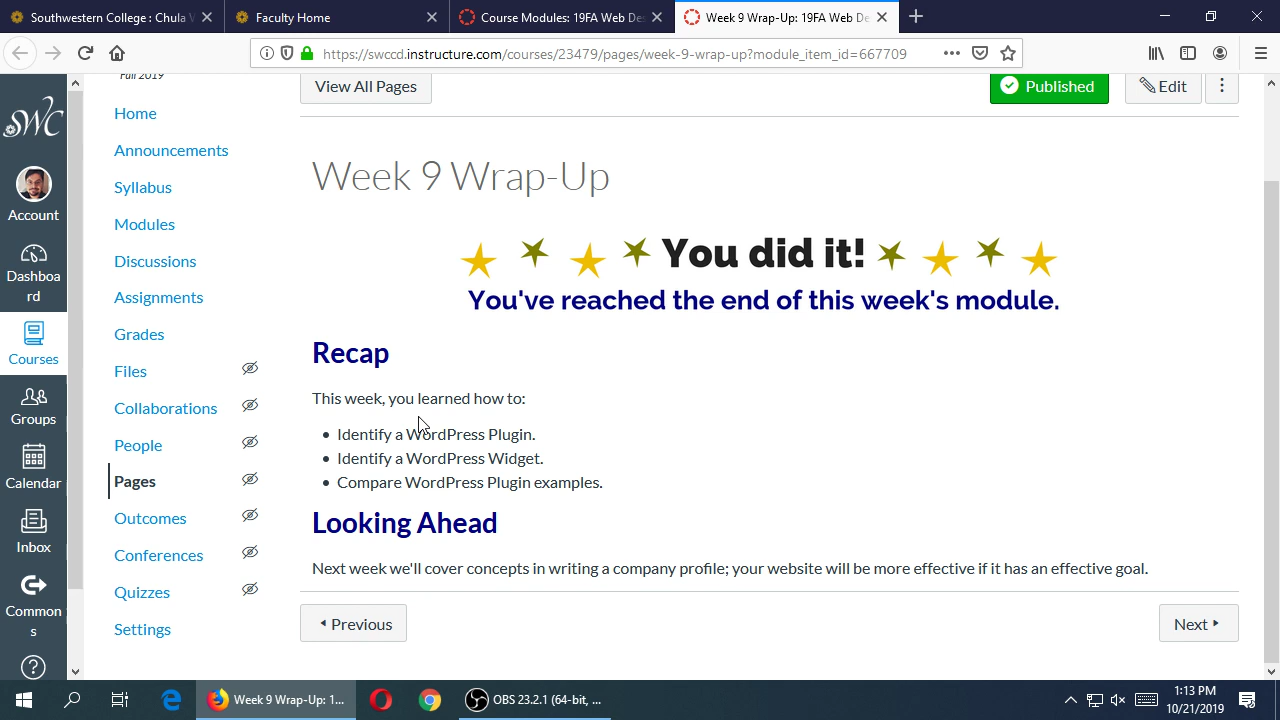 Southwestern College : Chula V
Faculty Home
Course Modules: 19FA Web De
Week 9 Wrap-Up: 19FA Web De
https://swccd.instructure.com/courses/23479/pages/week-9-wrap-up?module_item_id=667709
swc
Account
Dashboa
rd
Courses
Groups
Calendar
Inbox
Common
s
Fall 2019
Home
Announcements
Syllabus
Modules
Discussions
Assignments
Grades
Files
Collaborations
People
Pages
Outcomes
Conferences
Quizzes
Settings
View All Pages
Published
Edit
Week 9 Wrap-Up
You did it!
You've reached the end of this week's module.
Recap
This week, you learned how to:
• Identify a WordPress Plugin.
• Identify a WordPress Widget.
• Compare WordPress Plugin examples.
Looking Ahead
Next week we'll cover concepts in writing a company profile; your website will be more effective if it has an effective goal.
Previous
Next
Week 9 Wrap-Up: 1...
OBS 23.2.1 (64-bit, ...
1:13 PM
10/21/2019